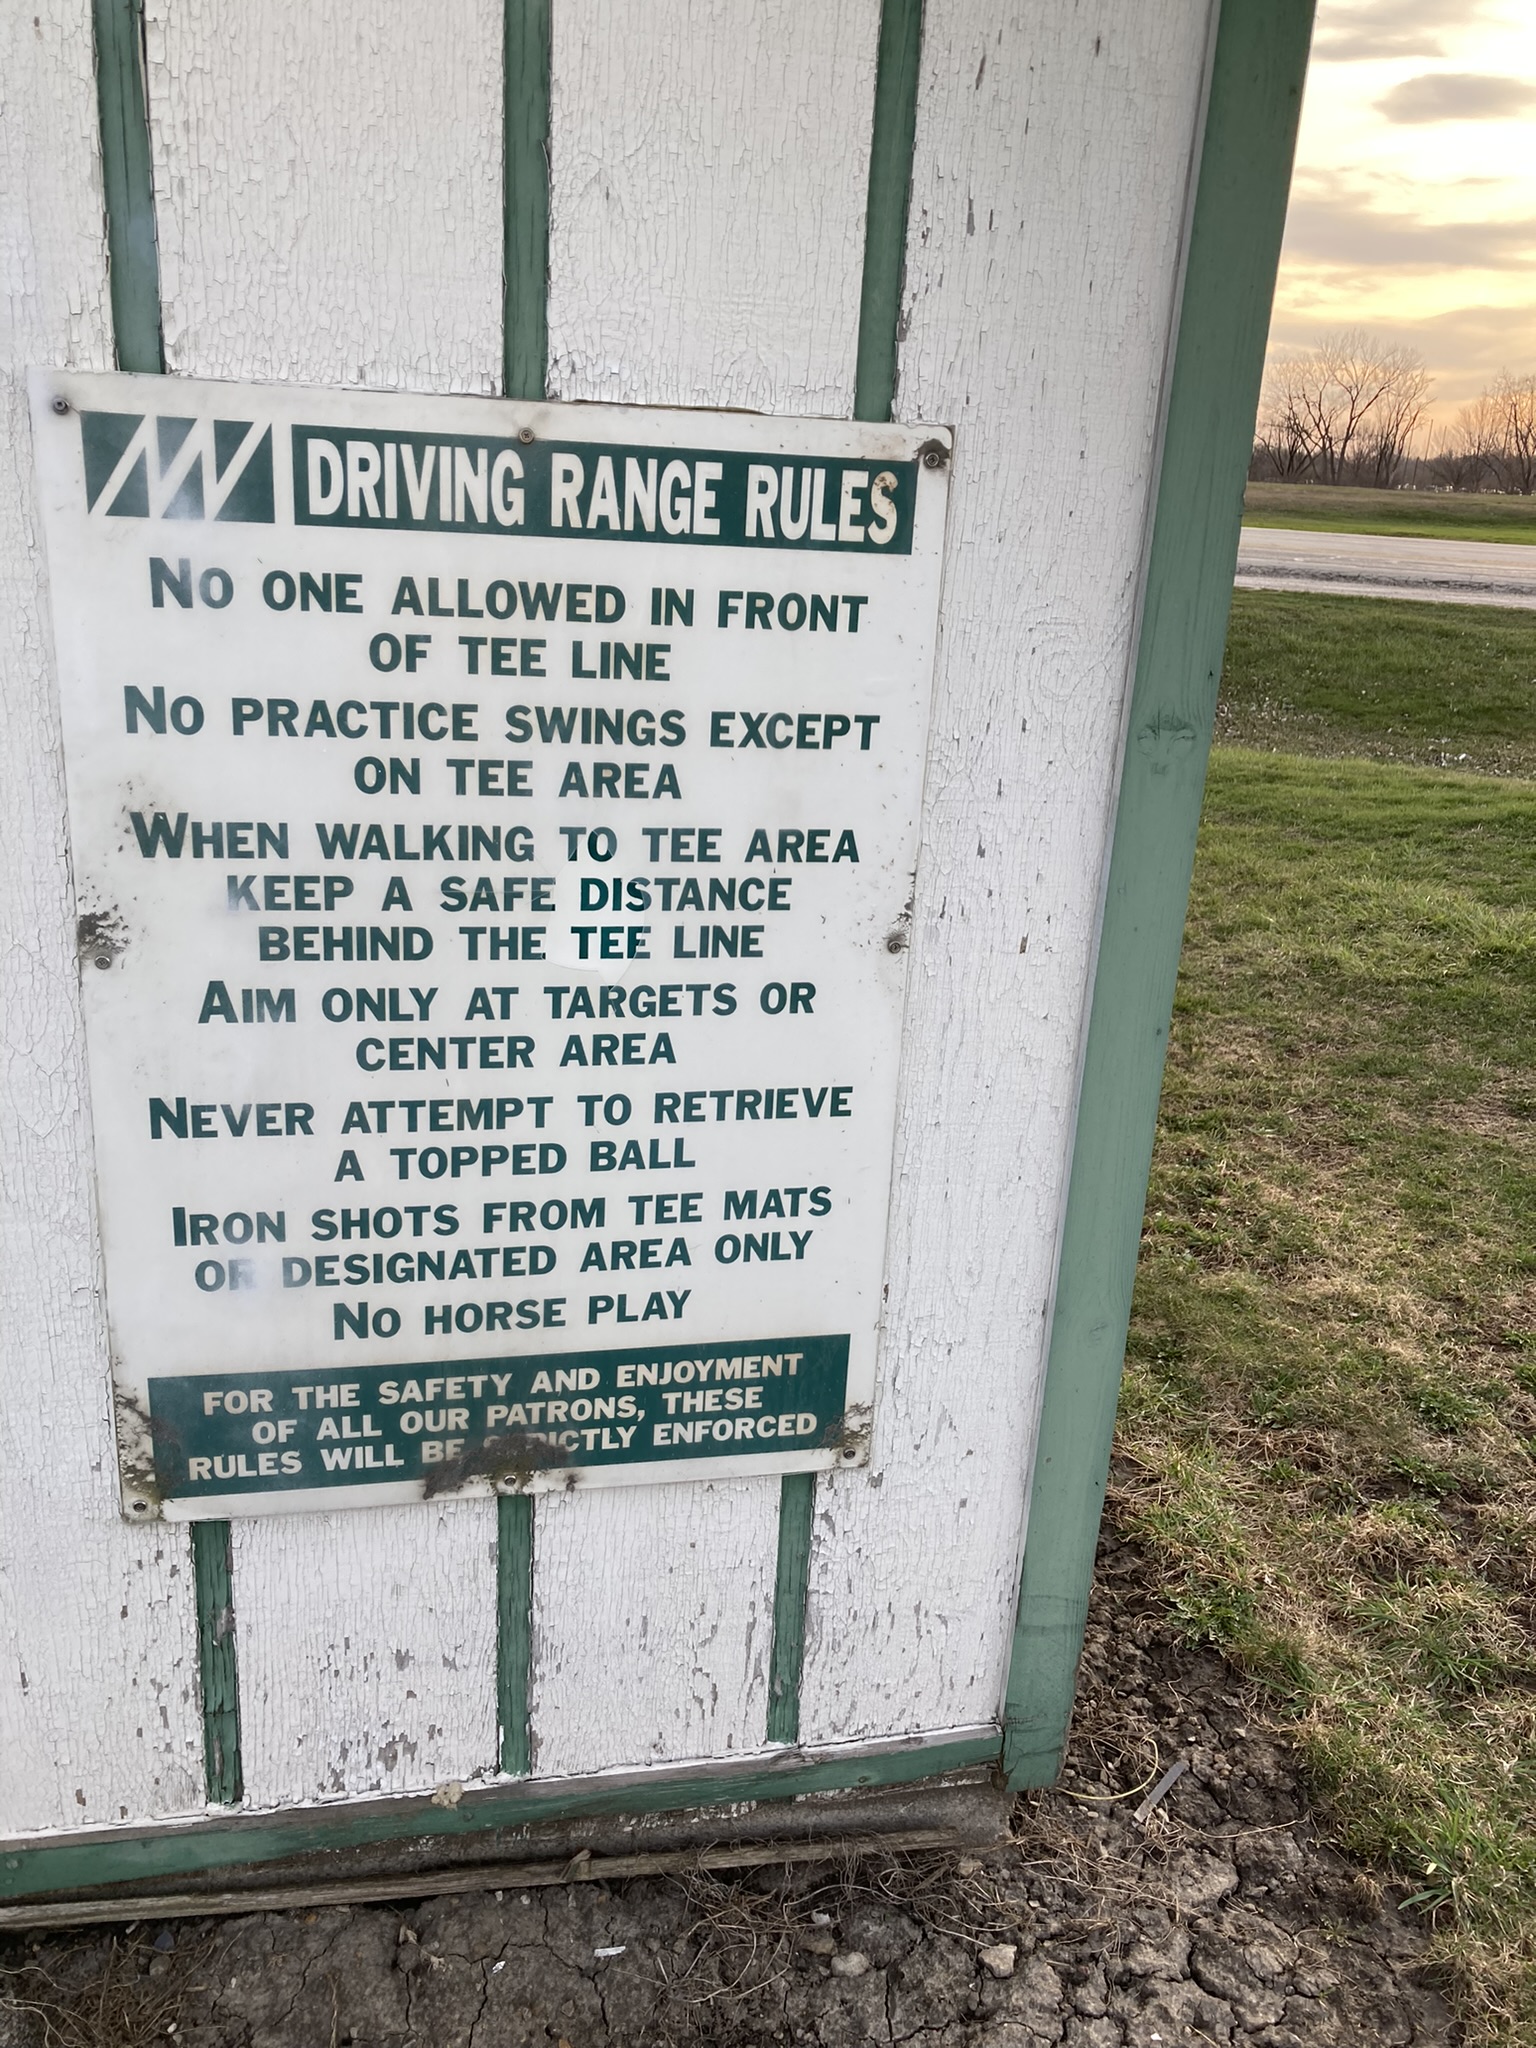 DRIVING RANGE RULES
NO ONE ALLOWED IN FRONT
OF TEE LINE
NO PRACTICE SWINGS EXCEPT
ON TEE AREA
WHEN WALKING TO TEE AREA
KEEP A SAFE DISTANCE
BEHIND THE TEE LINE
AIM ONLY AT TARGETS OR
CENTER AREA
NEVER ATTEMPT TO RETRIEVE
A TOPPED BALL
IRON SHOTS FROM TEE MATS
OR DESIGNATED AREA ONLY
NO HORSE PLAY
FOR THE SAFETY AND ENJOYMENT
OF ALL OUR PATRONS, THESE
RULES WILL BE STRICTLY ENFORCED